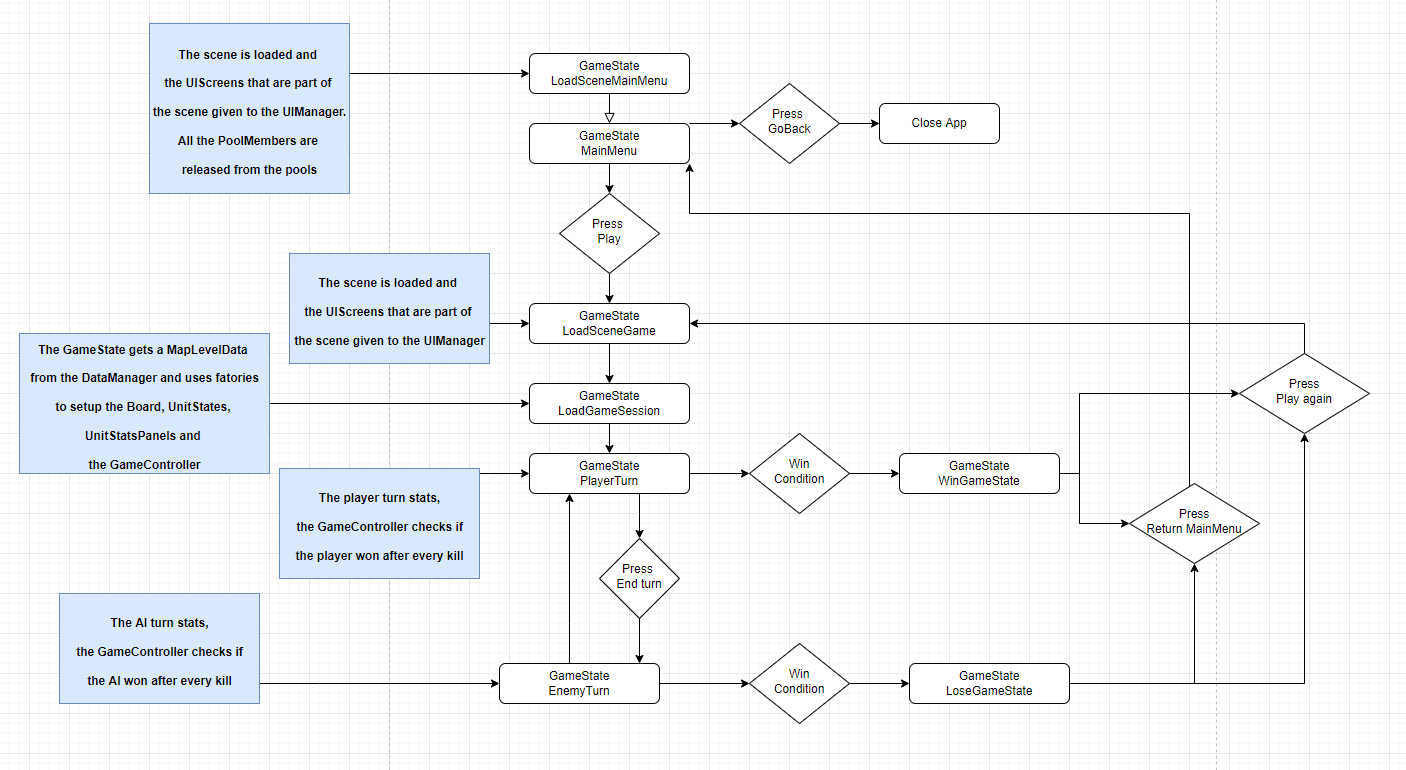 The scene is loaded and
the UIScreens that are part of
the scene given to the UIManager.
All the PoolMembers are
released from the pools
GameState
LoadSceneMainMenu
GameState
MainMenu
Press
GoBack
Close App
Press
Play
The scene is loaded and
the UIScreens that are part of
the scene given to the UIManager
GameState
LoadSceneGame
The GameState gets a MapLevelData
from the DataManager and uses fatories
to setup the Board, UnitStates,
UnitStatsPanels and
the GameController
GameState
LoadGameSession
Press
Play again
The player turn stats,
the GameController checks if
the player won after every kill
GameState
PlayerTurn
Win
Condition
GameState
WinGameState
Press
Return MainMenu
Press
End turn
The AI turn stats,
the GameController checks if
the AI won after every kill
GameState
EnemyTurn
Win
Condition
GameState
LoseGameState